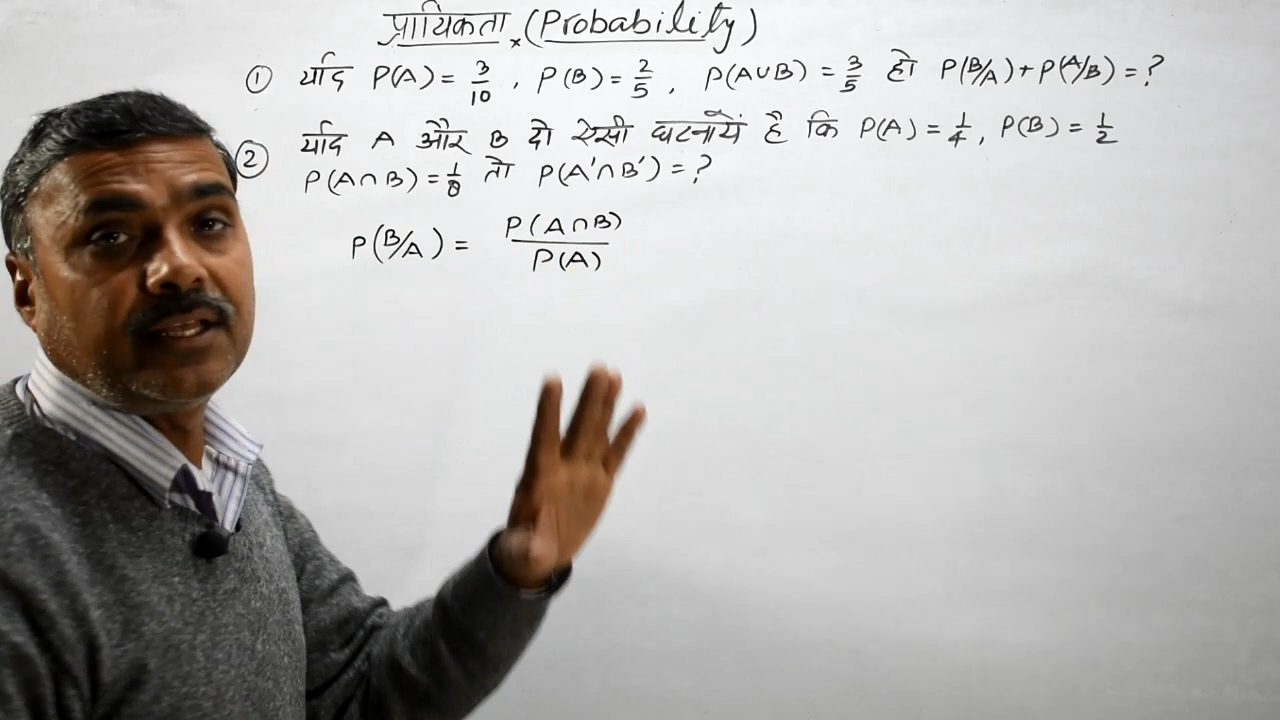 प्रायिकता (Probability)
① यदि P(A) = 3/10 , P(B) = 2/5 , P(A∪B) = 3/5 हो P(B/A) + P(A/B) = ?
② यदि A और B दो ऐसी घटनायें है कि P(A) = 1/4 , P(B) = 1/2
P(A∩B) = 1/8 तो P(A'∩B') = ?
P(B/A) = P(A∩B)/P(A)